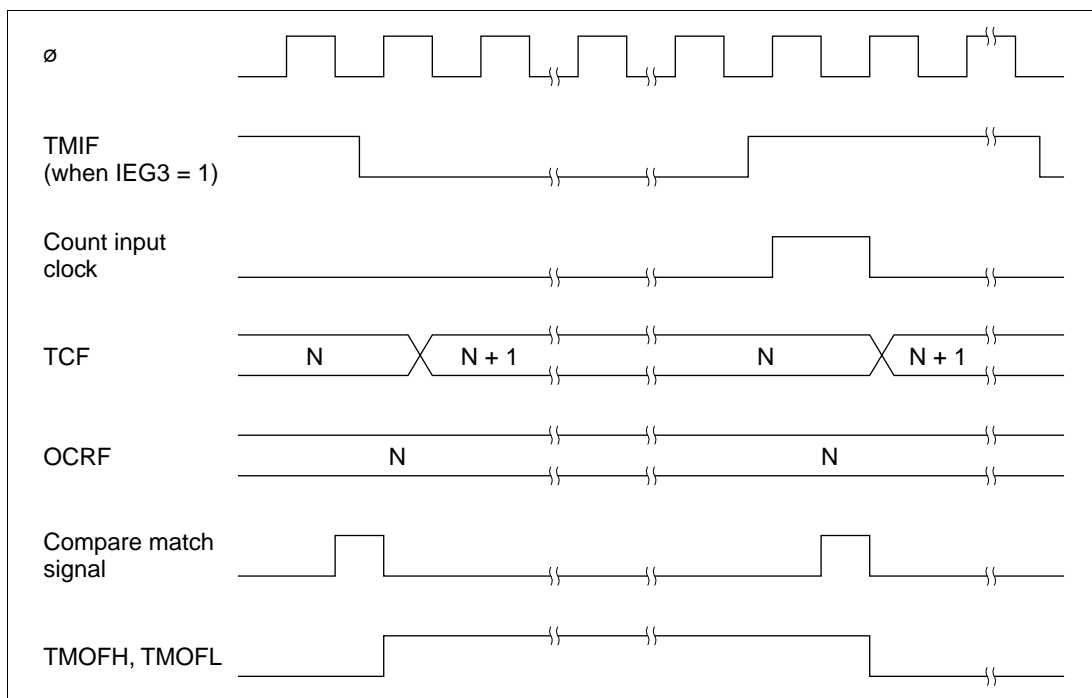 ø
TMIF
(when IEG3 = 1)
Count input
clock
TCF
N
N + 1
N
N + 1
OCRF
N
N
Compare match
signal
TMOFH, TMOFL